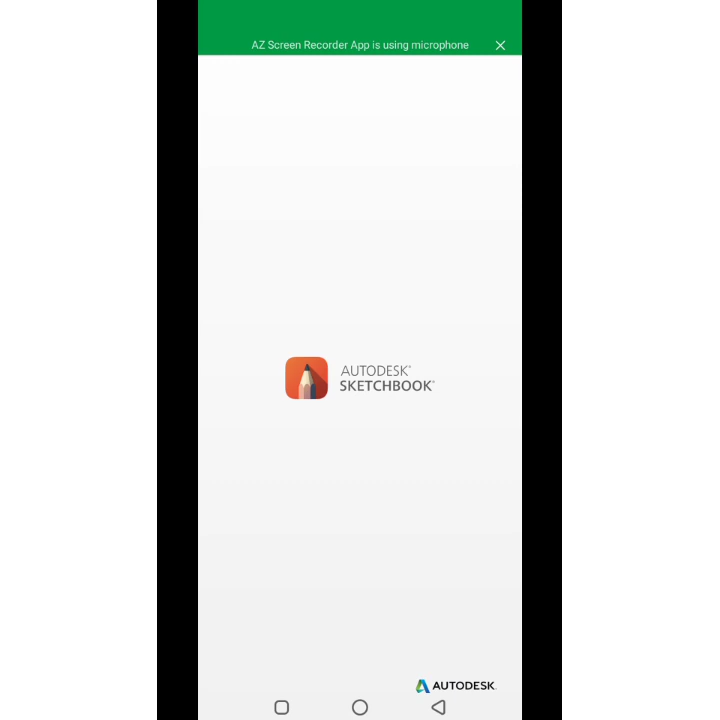 AZ Screen Recorder App is using microphone
AUTODESK®
SKETCHBOOK®
AUTODESK.